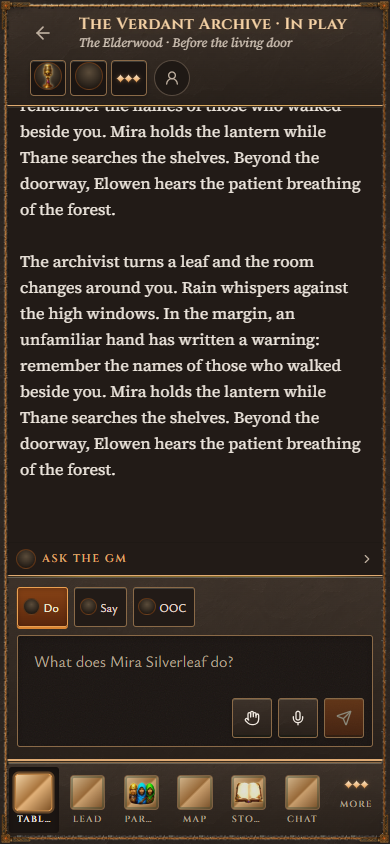 The Verdant Archive · In play
The Elderwood · Before the living door
remember the names of those who walked
beside you. Mira holds the lantern while
Thane searches the shelves. Beyond the
doorway, Elowen hears the patient breathing
of the forest.
The archivist turns a leaf and the room
changes around you. Rain whispers against
the high windows. In the margin, an
unfamiliar hand has written a warning:
remember the names of those who walked
beside you. Mira holds the lantern while
Thane searches the shelves. Beyond the
doorway, Elowen hears the patient breathing
of the forest.
ASK THE GM
Do Say OOC
What does Mira Silverleaf do?
TABL… LEAD PAR… MAP STO… CHAT MORE